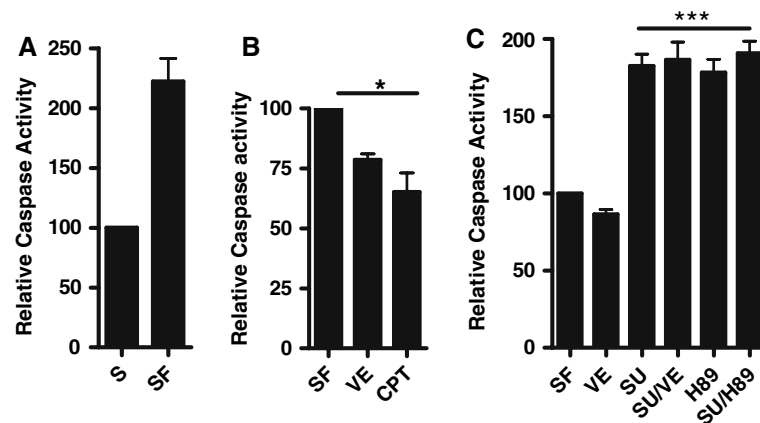 A
Relative Caspase Activity
250
200
150
100
50
0
S
SF
B
Relative Caspase activity
*
100
75
50
25
0
SF
VE
CPT
C
Relative Caspase Activity
***
200
150
100
50
0
SF
VE
SU
SU/VE
H89
SU/H89